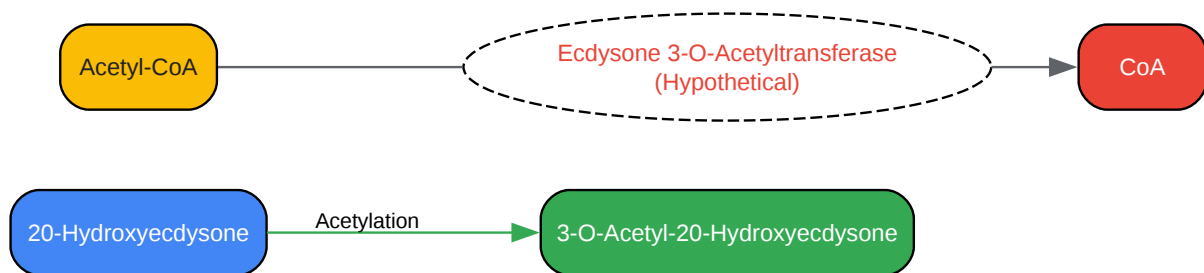 Acetyl-CoA
Ecdysone 3-O-Acetyltransferase
(Hypothetical)
CoA
20-Hydroxyecdysone
Acetylation
3-O-Acetyl-20-Hydroxyecdysone